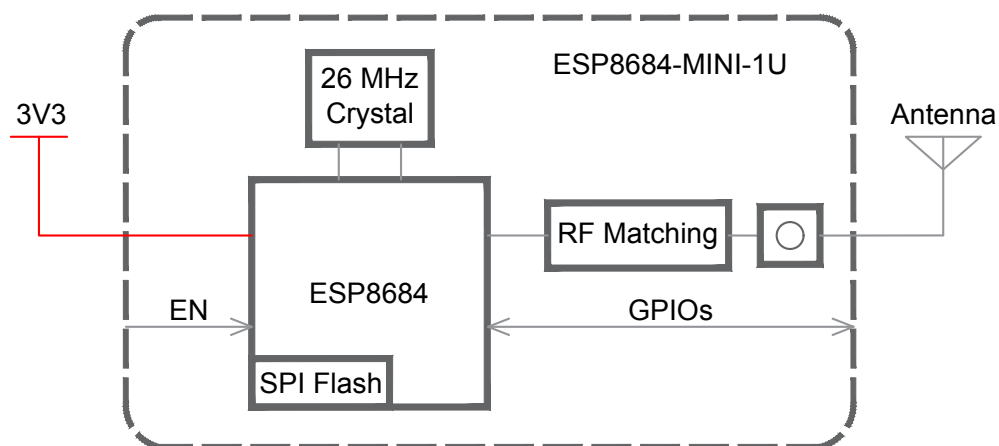 ESP8684-MINI-1U
26 MHz
Crystal
3V3
Antenna
RF Matching
ESP8684
EN
GPIOs
SPI Flash